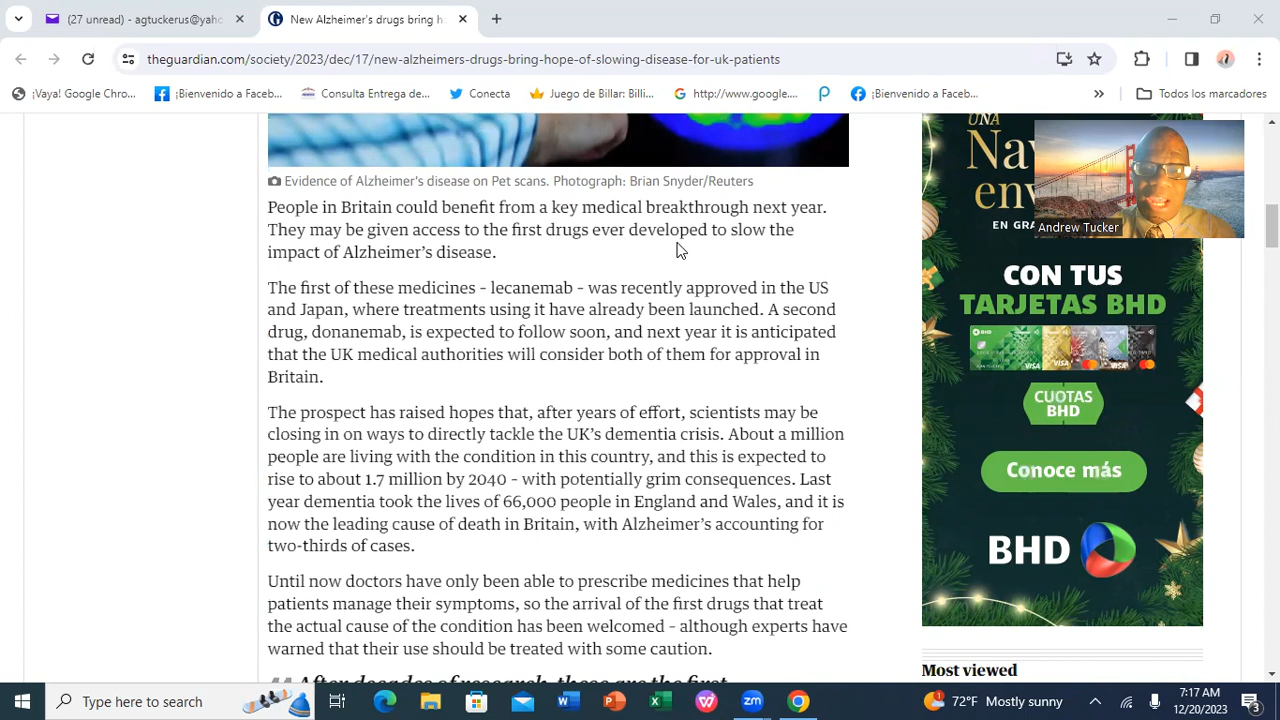 (27 unread) - agtuckerus@yaho
New Alzheimer's drugs bring h
theguardian.com/society/2023/dec/17/new-alzheimers-drugs-bring-hope-of-slowing-disease-for-uk-patients
¡Vaya! Google Chro...
¡Bienvenido a Faceb...
Consulta Entrega de...
Conecta
Juego de Billar: Billi...
http://www.google....
¡Bienvenido a Faceb...
Todos los marcadores
Evidence of Alzheimer's disease on Pet scans. Photograph: Brian Snyder/Reuters
People in Britain could benefit from a key medical breakthrough next year.
They may be given access to the first drugs ever developed to slow the
impact of Alzheimer's disease.
The first of these medicines – lecanemab – was recently approved in the US
and Japan, where treatments using it have already been launched. A second
drug, donanemab, is expected to follow soon, and next year it is anticipated
that the UK medical authorities will consider both of them for approval in
Britain.
The prospect has raised hopes that, after years of effort, scientists may be
closing in on ways to directly tackle the UK's dementia crisis. About a million
people are living with the condition in this country, and this is expected to
rise to about 1.7 million by 2040 – with potentially grim consequences. Last
year dementia took the lives of 66,000 people in England and Wales, and it is
now the leading cause of death in Britain, with Alzheimer's accounting for
two-thirds of cases.
Until now doctors have only been able to prescribe medicines that help
patients manage their symptoms, so the arrival of the first drugs that treat
the actual cause of the condition has been welcomed – although experts have
warned that their use should be treated with some caution.
After decades of research, these are the first
UNA
Nav
en
EN GRA
Andrew Tucker
CON TUS
TARJETAS BHD
CUOTAS
BHD
Conoce más
BHD
Most viewed
Type here to search
72°F Mostly sunny
7:17 AM
12/20/2023
3